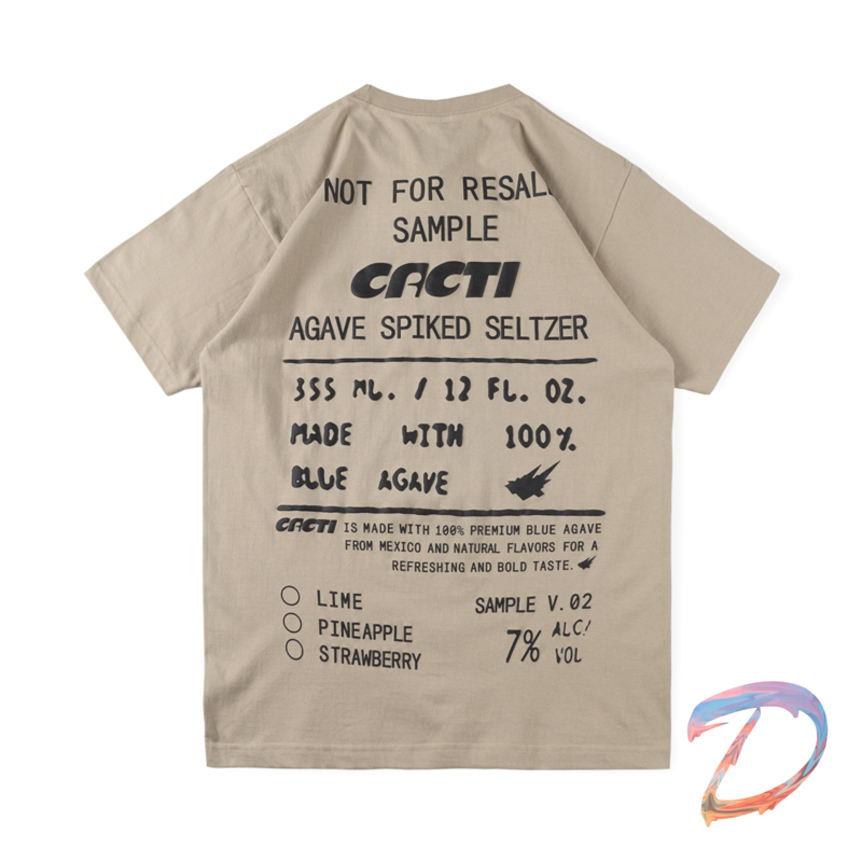 NOT FOR RESAL
SAMPLE
CACTI
AGAVE SPIKED SELTZER
355 ML. / 12 FL. OZ.
MADE WITH 100%
BLUE AGAVE
CACTI IS MADE WITH 100% PREMIUM BLUE AGAVE
FROM MEXICO AND NATURAL FLAVORS FOR A
REFRESHING AND BOLD TASTE.
LIME
PINEAPPLE
STRAWBERRY
SAMPLE V.02
7% ALC/
VOL
D